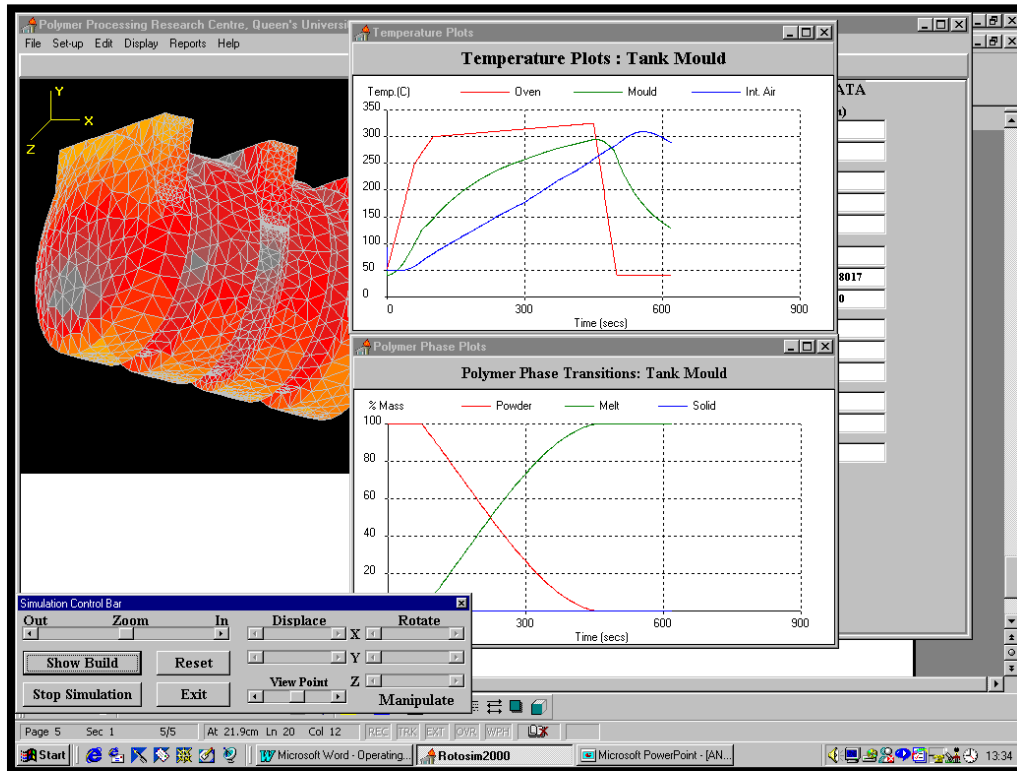 Polymer Processing Research Centre, Queen's Universi
File Set-up Edit Display Reports Help
Y
X
Z
Temperature Plots
Temperature Plots : Tank Mould
Temp.(C) Oven Mould Int. Air
350
300
250
200
150
100
50
0
0 300 600 900
Time (secs)
ATA
8017
0
Polymer Phase Plots
Polymer Phase Transitions: Tank Mould
% Mass Powder Melt Solid
100
80
60
40
20
300 600 900
Time (secs)
Simulation Control Bar
Out Zoom In Displace Rotate
X
Show Build Reset Y
View Point Z
Stop Simulation Exit Manipulate
Page 5 Sec 1 5/5 At 21.9cm Ln 20 Col 12 REC TRK EXT OVR WPH
Start Microsoft Word - Operating... Rotosim2000 Microsoft PowerPoint - [AN... 13:34